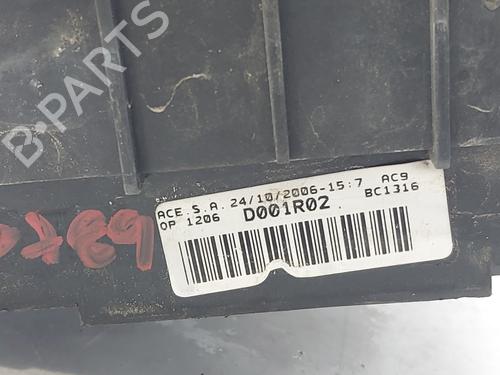 B-PARTS
ACE.S.A. 24/10/2006-15:7 AC9
OP 1206 D001R02 BC1316